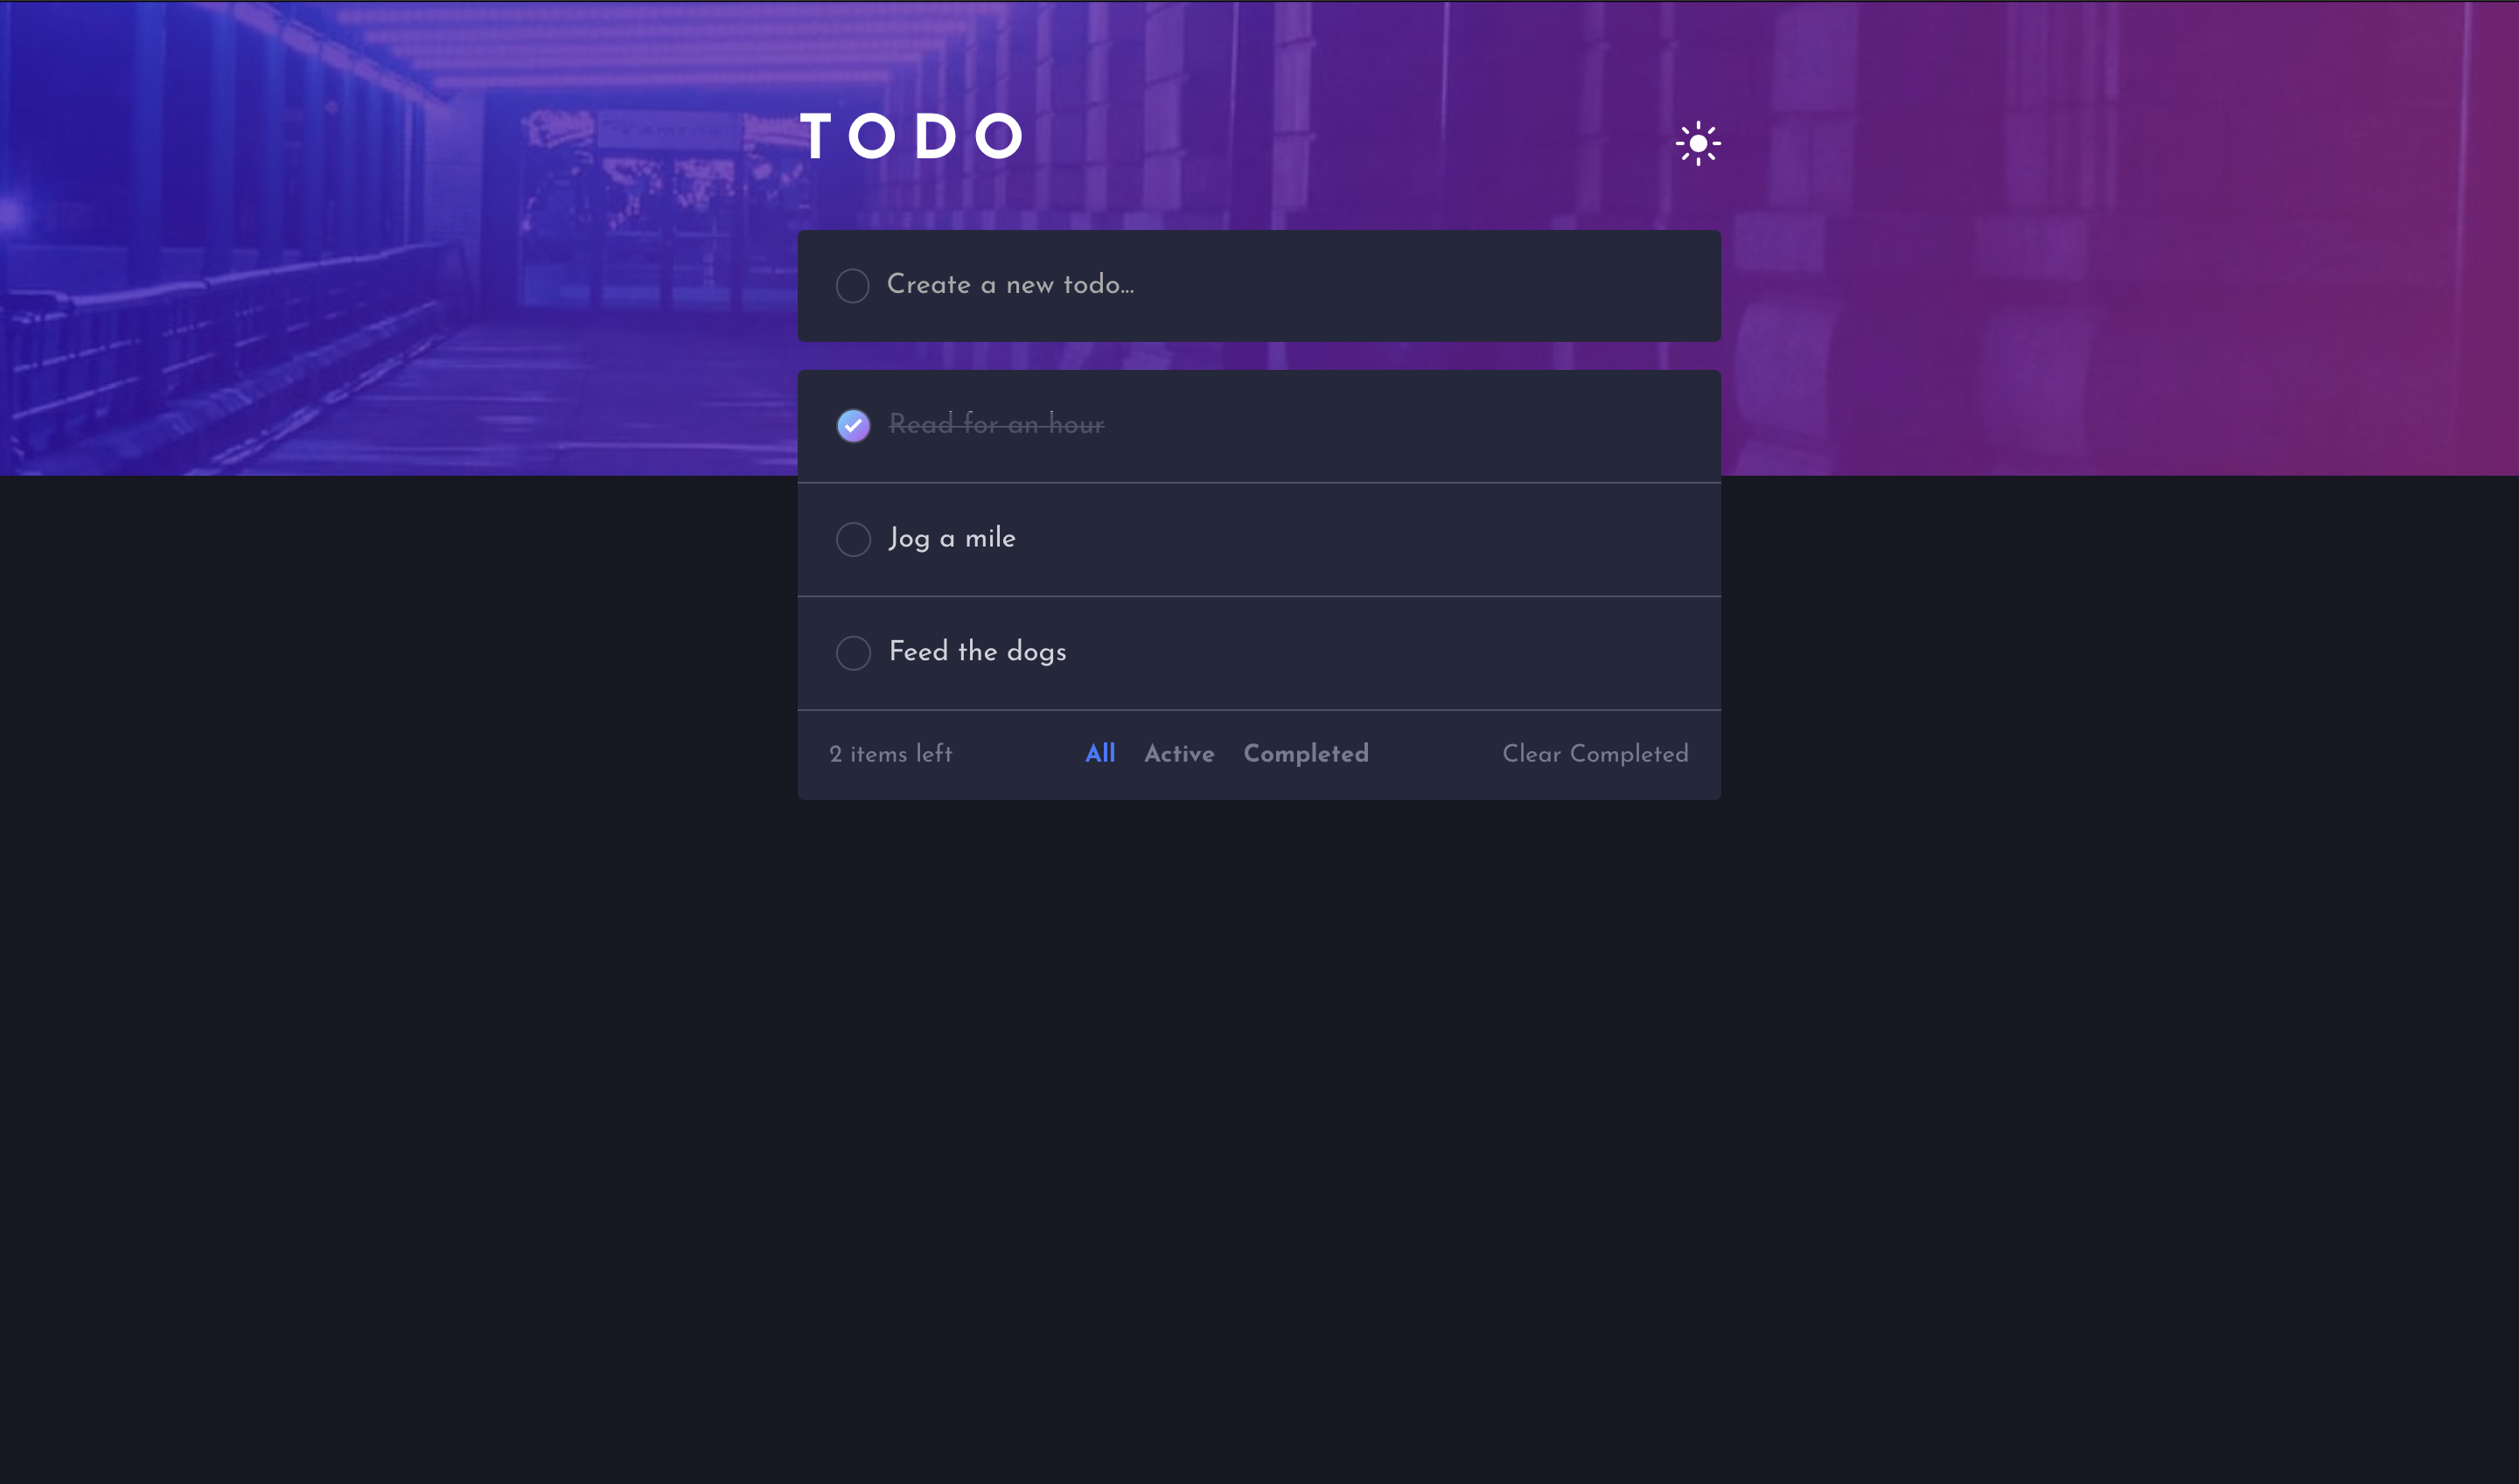 TODO
Create a new todo...
Read for an hour
Jog a mile
Feed the dogs
2 items left All Active Completed Clear Completed